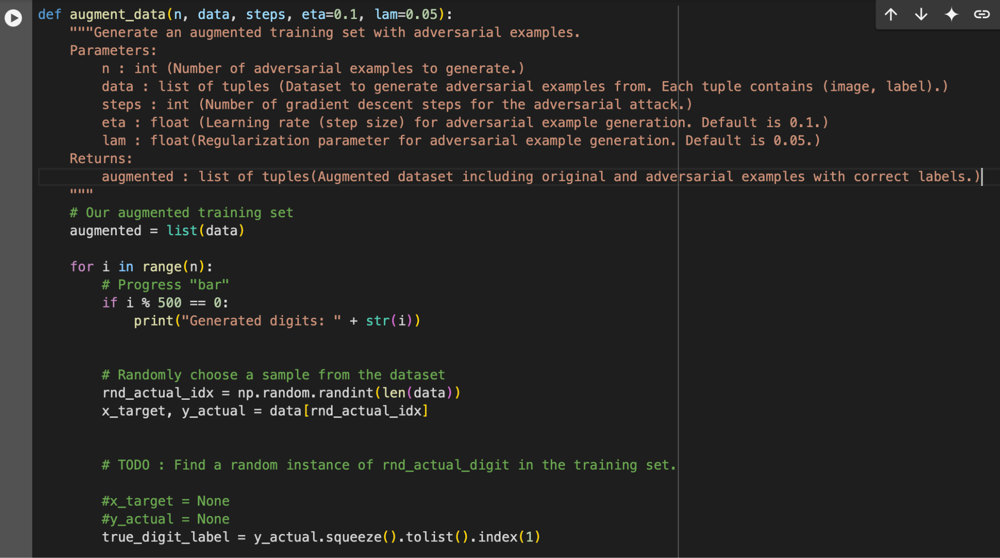 def augment_data(n, data, steps, eta=0.1, lam=0.05):
"""Generate an augmented training set with adversarial examples.
Parameters:
n : int (Number of adversarial examples to generate.)
data : list of tuples (Dataset to generate adversarial examples from. Each tuple contains (image, label).)
steps : int (Number of gradient descent steps for the adversarial attack.)
eta : float (Learning rate (step size) for adversarial example generation. Default is 0.1.)
lam : float(Regularization parameter for adversarial example generation. Default is 0.05.)
Returns:
augmented : list of tuples(Augmented dataset including original and adversarial examples with correct labels.)
"""
# Our augmented training set
augmented = list(data)
for i in range(n):
# Progress "bar"
if i % 500 == 0:
print("Generated digits: " + str(i))
# Randomly choose a sample from the dataset
rnd_actual_idx = np.random.randint(len(data))
x_target, y_actual = data[rnd_actual_idx]
# TODO : Find a random instance of rnd_actual_digit in the training set.
#x_target = None
#y_actual = None
true_digit_label = y_actual.squeeze().tolist().index(1)